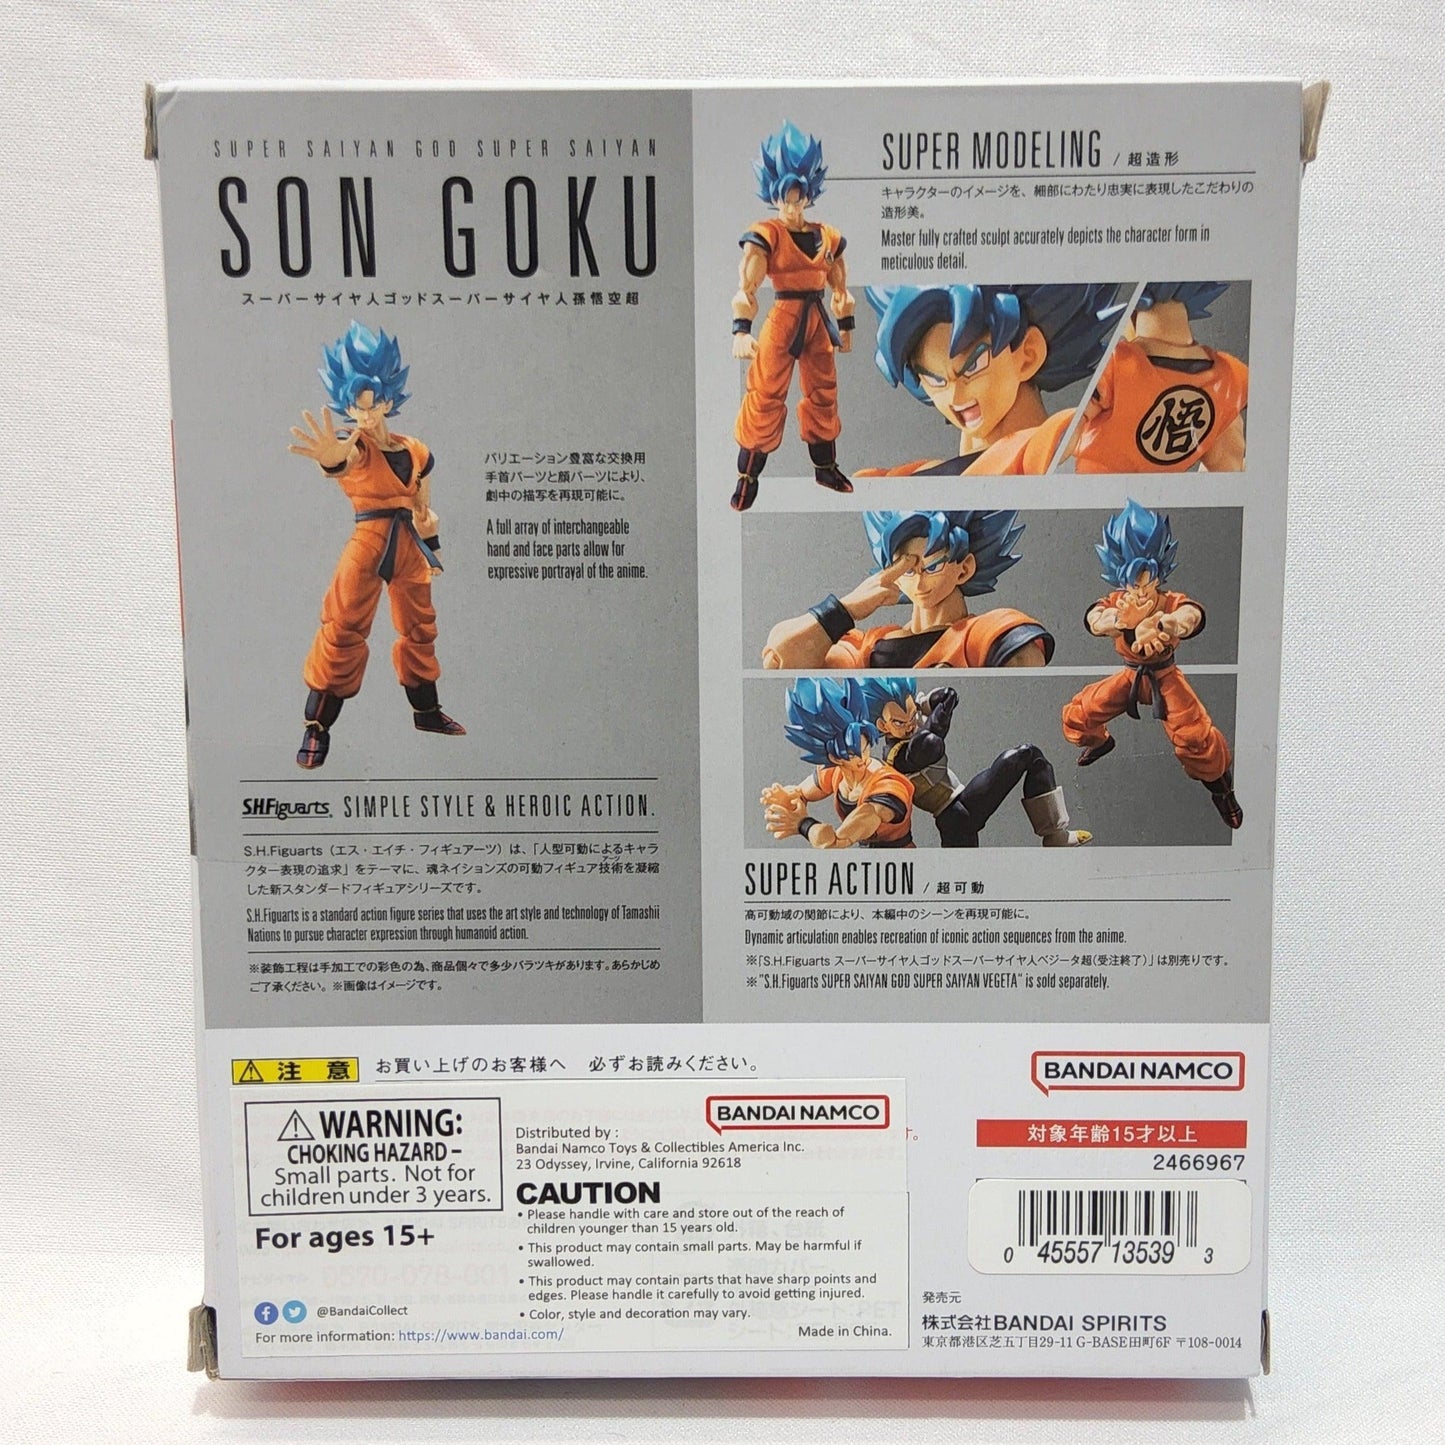 SUPER SAIYAN GOD SUPER SAIYAN
SON GOKU
スーパーサイヤ人ゴッドスーパーサイヤ人孫悟空超
バリエーション豊富な交換用
手首パーツと顔パーツにより、
劇中の描写を再現可能に。
A full array of interchangeable
hand and face parts allow for
expressive portrayal of the anime.
S.H.Figuarts. SIMPLE STYLE & HEROIC ACTION.
S.H.Figuarts（エス・エイチ・フィギュアーツ）は、「人型可動によるキャラ
クター表現の追求」をテーマに、魂ネイションズの可動フィギュア技術を凝縮
アーツ
した新スタンダードフィギュアシリーズです。
S.H.Figuarts is a standard action figure series that uses the art style and technology of Tamashii
Nations to pursue character expression through humanoid action.
※装飾工程は手加工での彩色の為、商品個々で多少バラツキがあります。あらかじめ
ご了承ください。※画像はイメージです。
SUPER MODELING / 超造形
キャラクターのイメージを、細部にわたり忠実に表現したこだわりの
造形美。
Master fully crafted sculpt accurately depicts the character form in
meticulous detail.
悟
SUPER ACTION / 超可動
高可動域の関節により、本編中のシーンを再現可能に。
Dynamic articulation enables recreation of iconic action sequences from the anime.
※「S.H.Figuarts スーパーサイヤ人ゴッドスーパーサイヤ人ベジータ超(受注終了)」は別売りです。
※ "S.H.Figuarts SUPER SAIYAN GOD SUPER SAIYAN VEGETA" is sold separately.
注意 お買い上げのお客様へ 必ずお読みください。
WARNING:
CHOKING HAZARD –
Small parts. Not for
children under 3 years.
For ages 15+
@BandaiCollect
For more information: https://www.bandai.com/
BANDAI NAMCO
Distributed by :
Bandai Namco Toys & Collectibles America Inc.
23 Odyssey, Irvine, California 92618
CAUTION
• Please handle with care and store out of the reach of
children younger than 15 years old.
• This product may contain small parts. May be harmful if
swallowed.
• This product may contain parts that have sharp points and
edges. Please handle it carefully to avoid getting injured.
• Color, style and decoration may vary.
Made in China.
BANDAI NAMCO
対象年齢15才以上
2466967
0 45557 13539 3
発売元
株式会社BANDAI SPIRITS
東京都港区芝五丁目29-11 G-BASE田町6F 〒108-0014